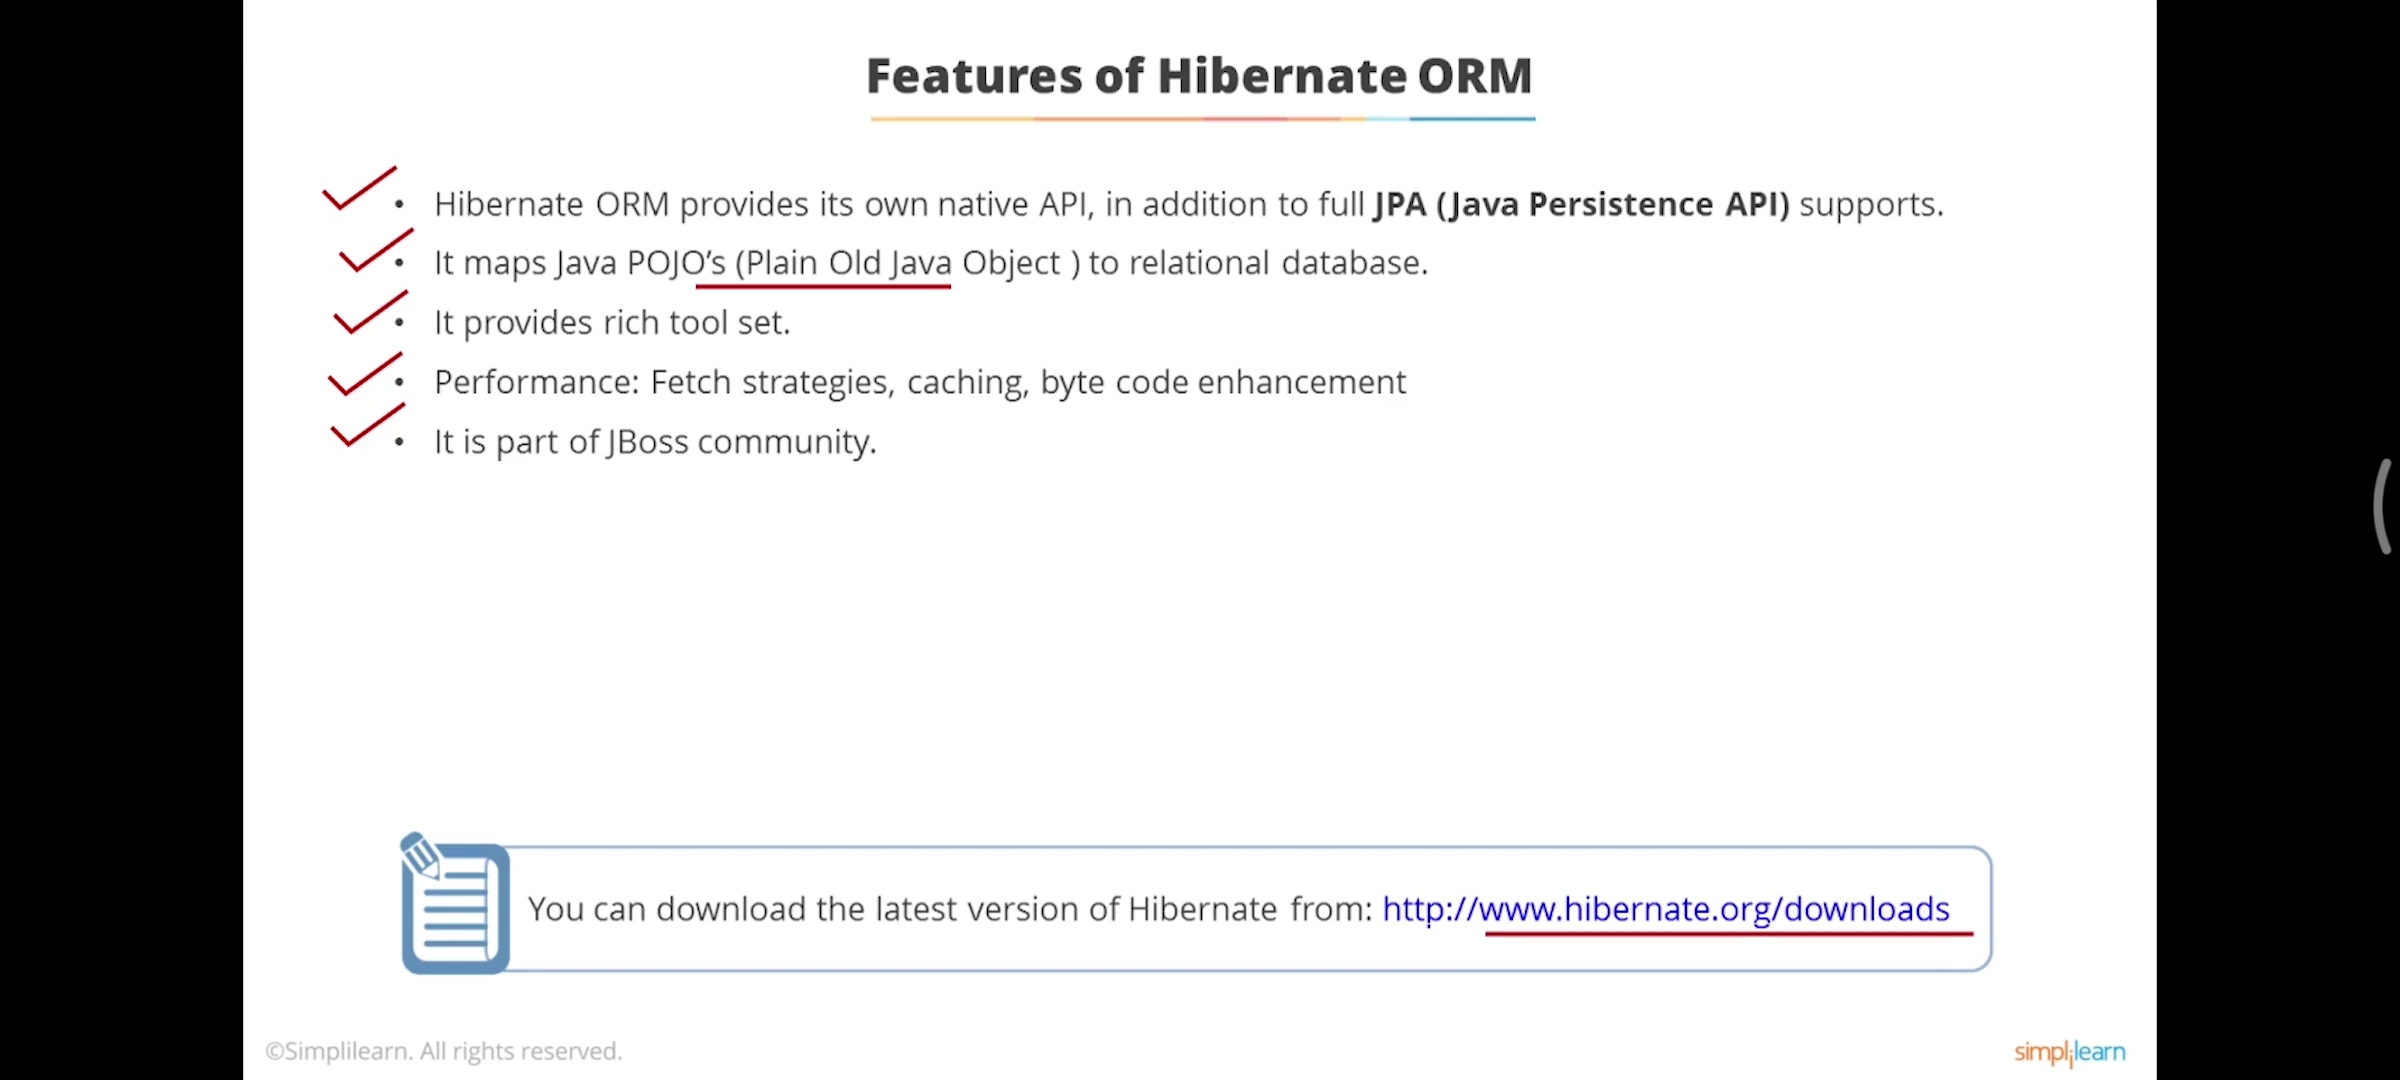 Features of Hibernate ORM
• Hibernate ORM provides its own native API, in addition to full JPA (Java Persistence API) supports.
• It maps Java POJO’s (Plain Old Java Object ) to relational database.
• It provides rich tool set.
• Performance: Fetch strategies, caching, byte code enhancement
• It is part of JBoss community.
You can download the latest version of Hibernate from: http://www.hibernate.org/downloads
©Simplilearn. All rights reserved.
simplilearn